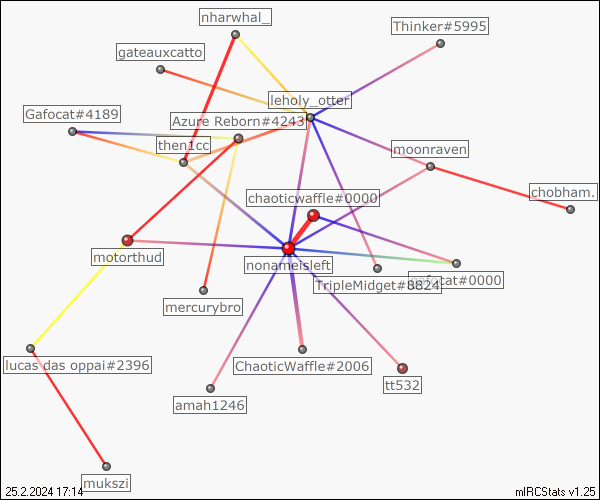 nharwhal_
Thinker#5995
gateauxcatto
leholy_otter
Gafocat#4189
Azure Reborn#4243
then1cc
moonraven
chaoticwaffle#0000
chobham.
motorthud
nonameisleft
gafocat#0000
TripleMidget#8824
mercurybro
lucas das oppai#2396
ChaoticWaffle#2006
tt532
amah1246
mukszi
25.2.2024 17:14
mIRCStats v1.25